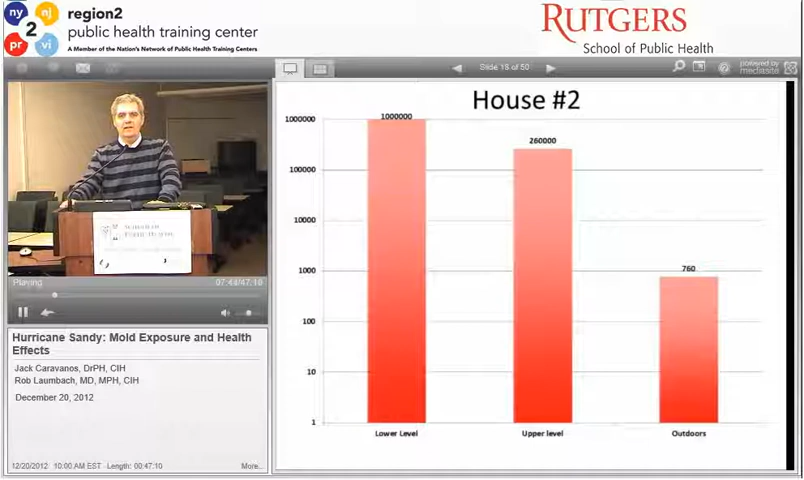 ny
nj
2
pr
vi
region2
public health training center
A Member of the Nation's Network of Public Health Training Centers
RUTGERS
School of Public Health
Slide 18 of 50
powered by
mediasite
Playing
Hurricane Sandy: Mold Exposure and Health
Effects
Jack Caravanos, DrPH, CIH
Rob Laumbach, MD, MPH, CIH
December 20, 2012
12/20/2012 10:00 AM EST Length: 00:47:10
More...
House #2
1000000
100000
10000
1000
100
10
1
1000000
260000
760
Lower Level
Upper level
Outdoors